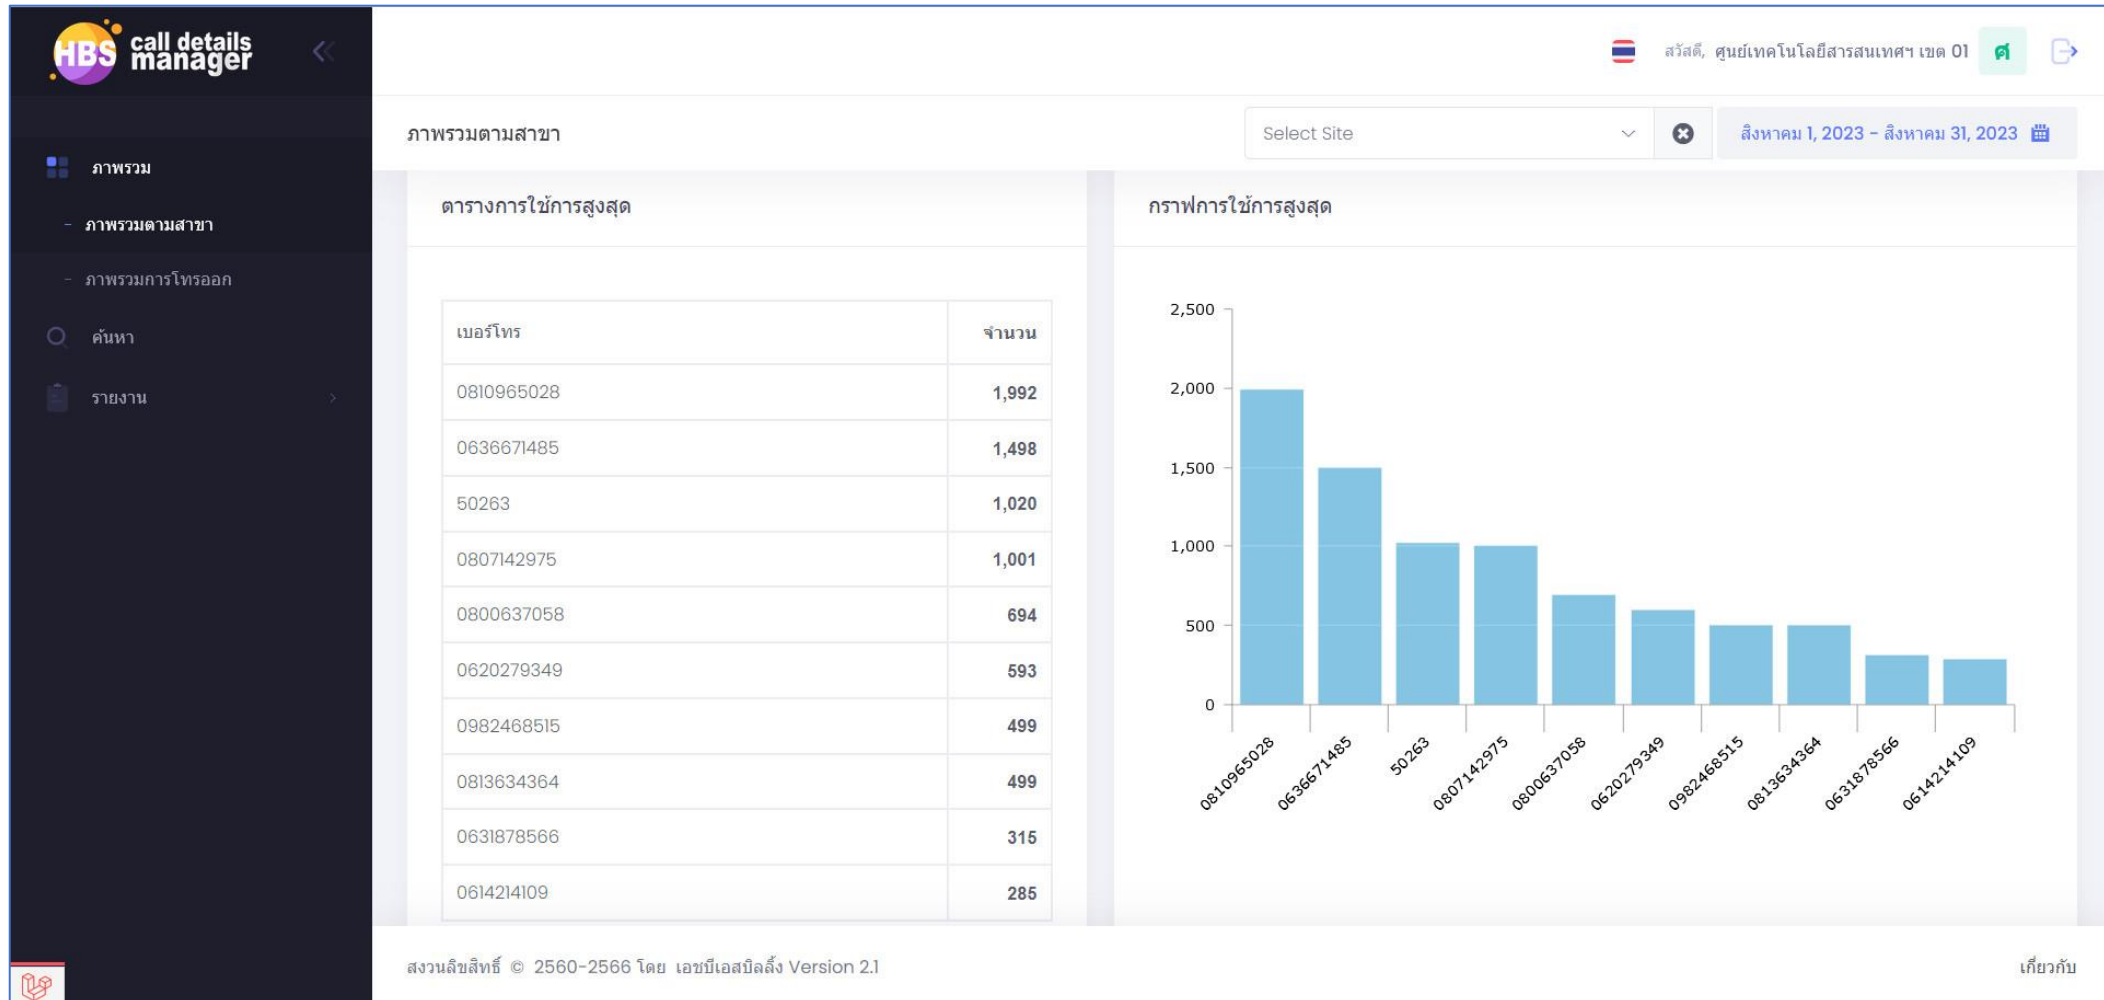 HBS call details manager
สวัสดี, ศูนย์เทคโนโลยีสารสนเทศฯ เขต 01 ศ
ภาพรวมตามสาขา
Select Site
สิงหาคม 1, 2023 - สิงหาคม 31, 2023
ภาพรวม
- ภาพรวมตามสาขา
- ภาพรวมการโทรออก
ค้นหา
รายงาน
ตารางการใช้การสูงสุด
เบอร์โทร จำนวน
0810965028 1,992
0636671485 1,498
50263 1,020
0807142975 1,001
0800637058 694
0620279349 593
0982468515 499
0813634364 499
0631878566 315
0614214109 285
กราฟการใช้การสูงสุด
2,500
2,000
1,500
1,000
500
0
0810965028 0636671485 50263 0807142975 0800637058 0620279349 0982468515 0813634364 0631878566 0614214109
สงวนลิขสิทธิ์ © 2560-2566 โดย เอชบีเอสบิลลิ้ง Version 2.1
เกี่ยวกับ